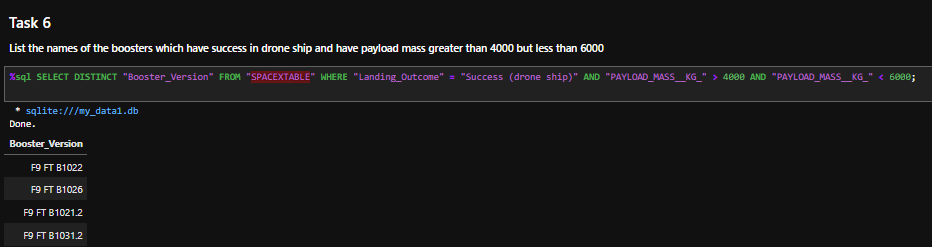 Task 6
List the names of the boosters which have success in drone ship and have payload mass greater than 4000 but less than 6000
%sql SELECT DISTINCT "Booster_Version" FROM "SPACEXTABLE" WHERE "Landing_Outcome" = "Success (drone ship)" AND "PAYLOAD_MASS__KG_" > 4000 AND "PAYLOAD_MASS__KG_" < 6000;
* sqlite:///my_data1.db
Done.
Booster_Version
F9 FT B1022
F9 FT B1026
F9 FT B1021.2
F9 FT B1031.2